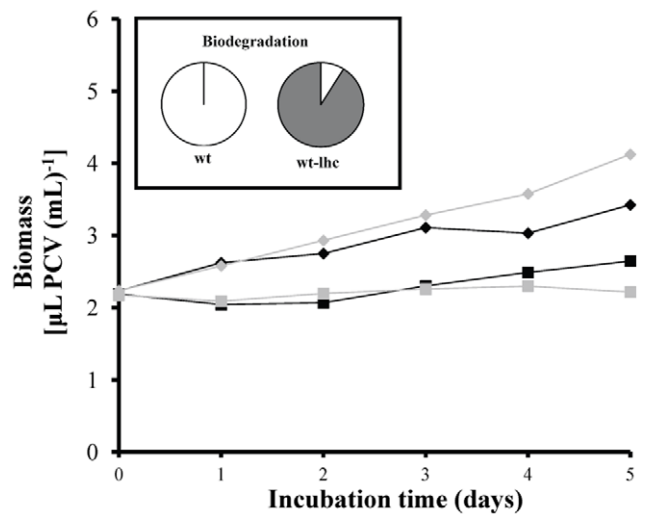 6
5
4
3
2
1
0
Biomass
[μL PCV (mL)-1]
Biodegradation
wt wt-lhc
0 1 2 3 4 5
Incubation time (days)